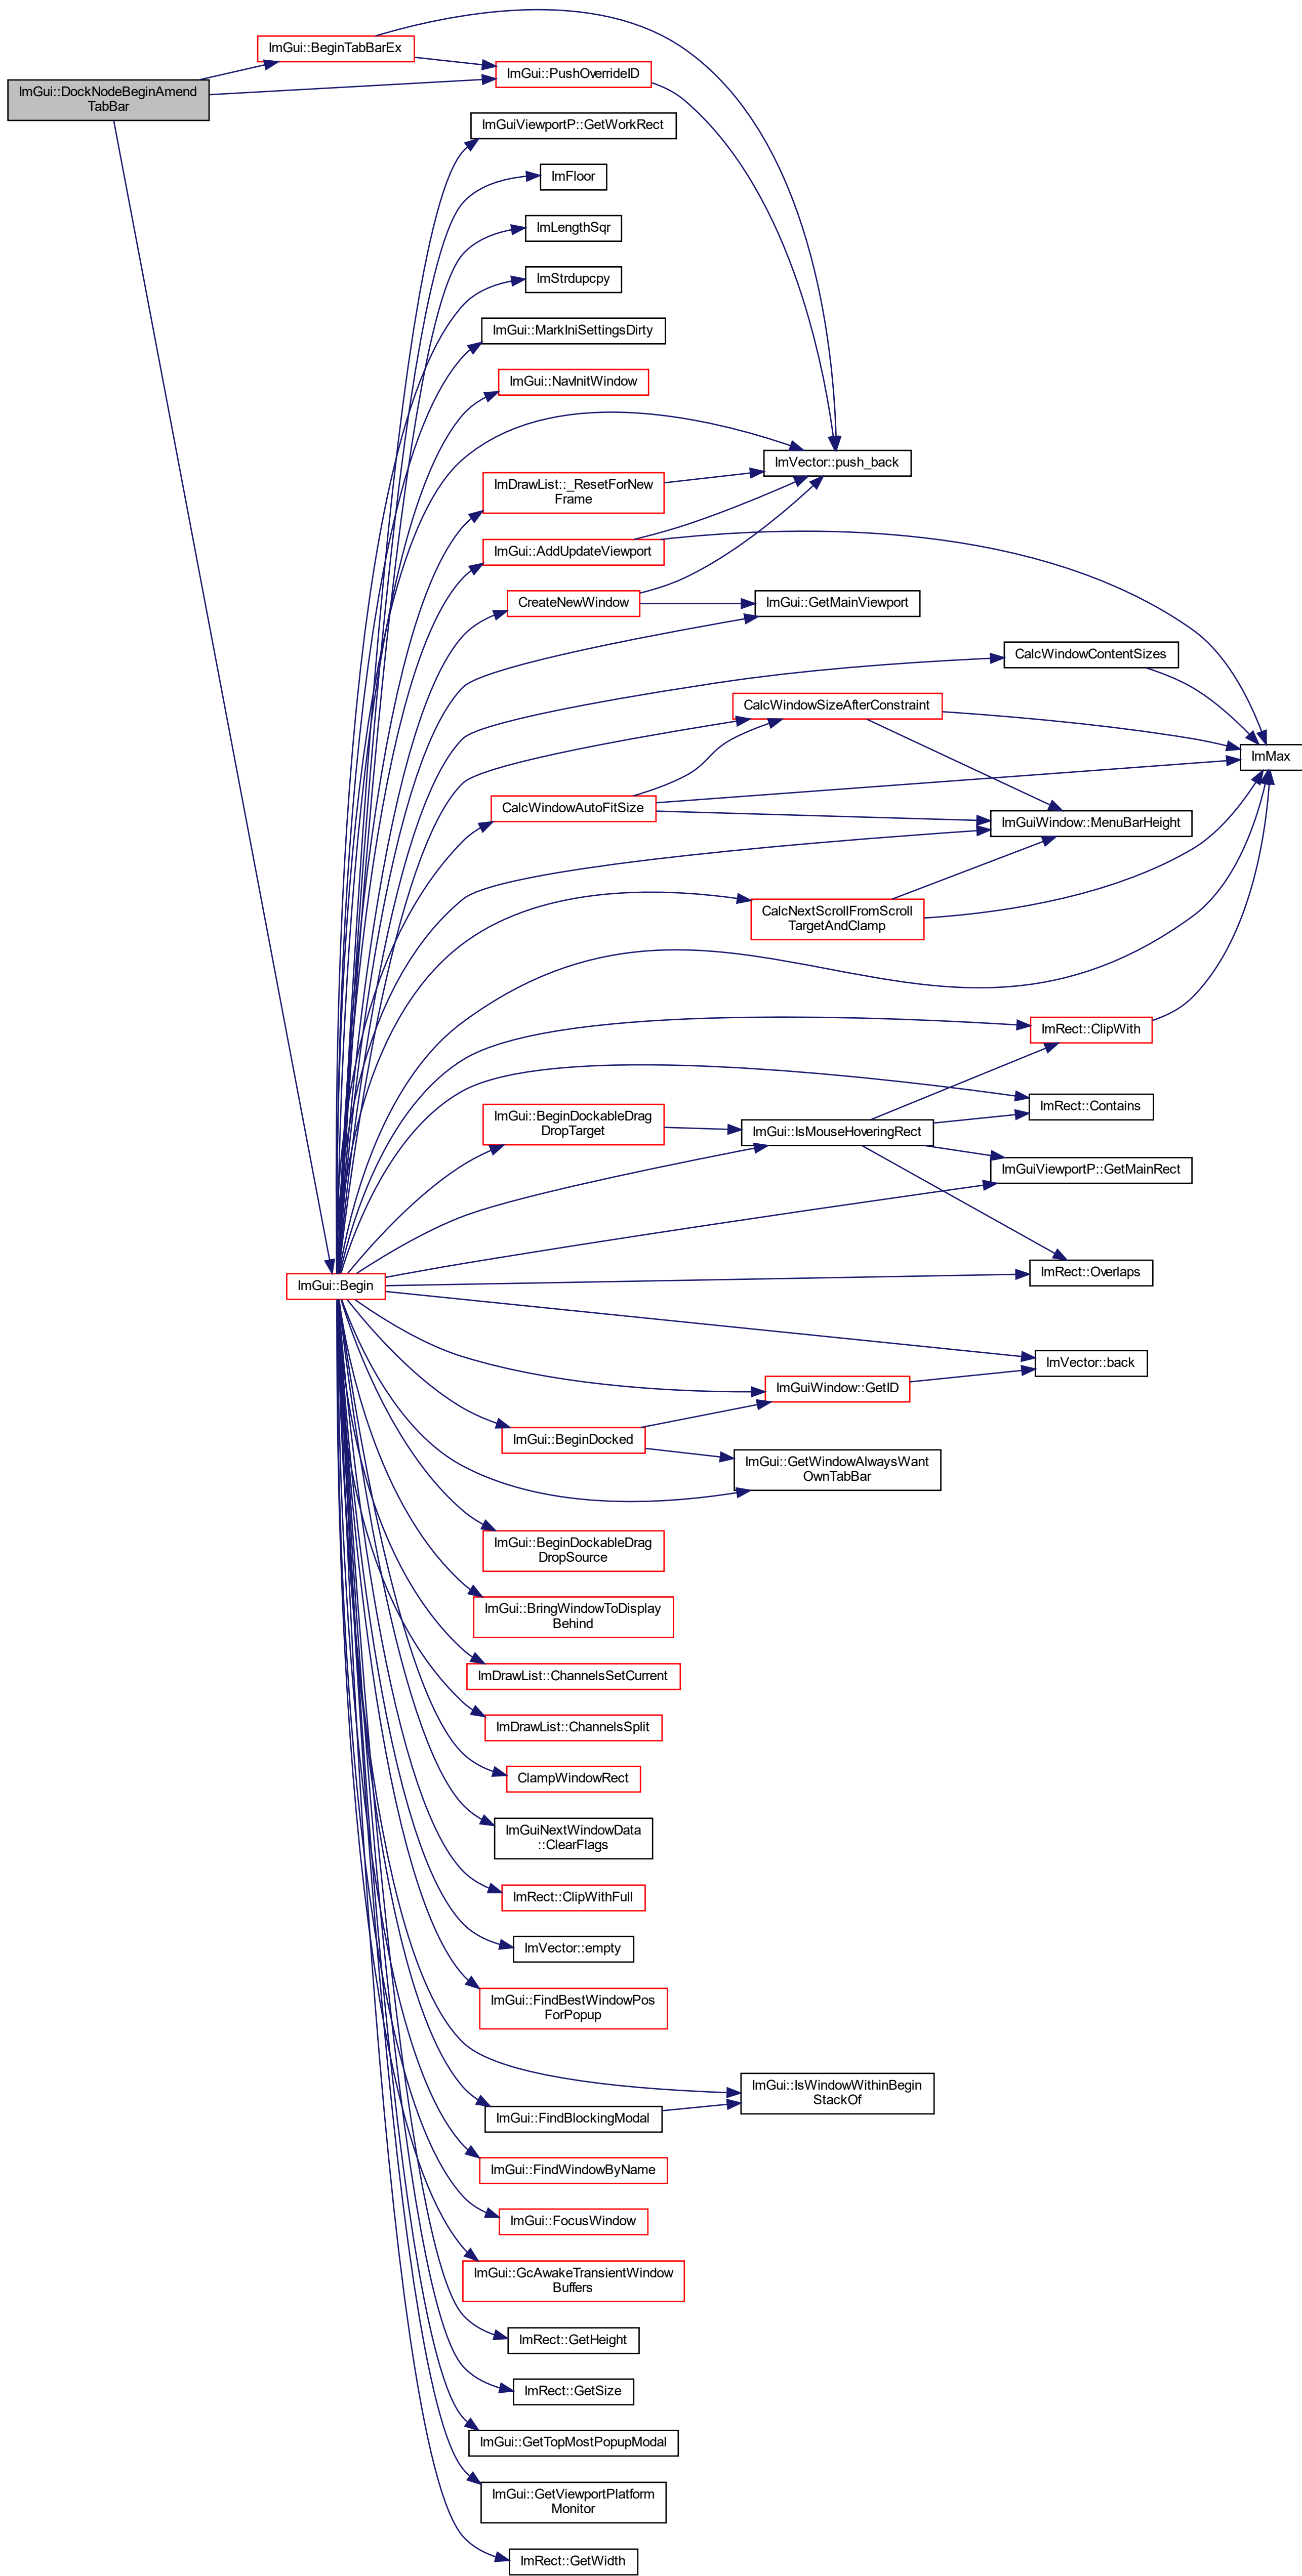 ImGui::BeginTabBarEx
ImGui::PushOverrideID
ImGui::DockNodeBeginAmend
TabBar
ImGuiViewportP::GetWorkRect
ImFloor
ImLengthSqr
ImStrdupcpy
ImGui::MarkIniSettingsDirty
ImGui::NavInitWindow
ImVector::push_back
ImDrawList::_ResetForNew
Frame
ImGui::AddUpdateViewport
CreateNewWindow
ImGui::GetMainViewport
CalcWindowContentSizes
CalcWindowSizeAfterConstraint
ImMax
CalcWindowAutoFitSize
ImGuiWindow::MenuBarHeight
CalcNextScrollFromScroll
TargetAndClamp
ImRect::ClipWith
ImRect::Contains
ImGui::BeginDockableDrag
DropTarget
ImGui::IsMouseHoveringRect
ImGuiViewportP::GetMainRect
ImRect::Overlaps
ImGui::Begin
ImVector::back
ImGuiWindow::GetID
ImGui::BeginDocked
ImGui::GetWindowAlwaysWant
OwnTabBar
ImGui::BeginDockableDrag
DropSource
ImGui::BringWindowToDisplay
Behind
ImDrawList::ChannelsSetCurrent
ImDrawList::ChannelsSplit
ClampWindowRect
ImGuiNextWindowData
::ClearFlags
ImRect::ClipWithFull
ImVector::empty
ImGui::FindBestWindowPos
ForPopup
ImGui::IsWindowWithinBegin
StackOf
ImGui::FindBlockingModal
ImGui::FindWindowByName
ImGui::FocusWindow
ImGui::GcAwakeTransientWindow
Buffers
ImRect::GetHeight
ImRect::GetSize
ImGui::GetTopMostPopupModal
ImGui::GetViewportPlatform
Monitor
ImRect::GetWidth